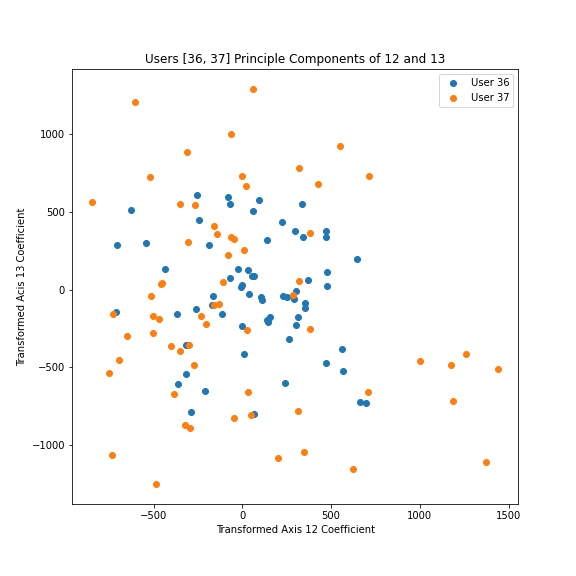 Users [36, 37] Principle Components of 12 and 13
User 36
User 37
Transformed Acis 13 Coefficient
1000
500
0
−500
−1000
−500
0
500
1000
1500
Transformed Axis 12 Coefficient